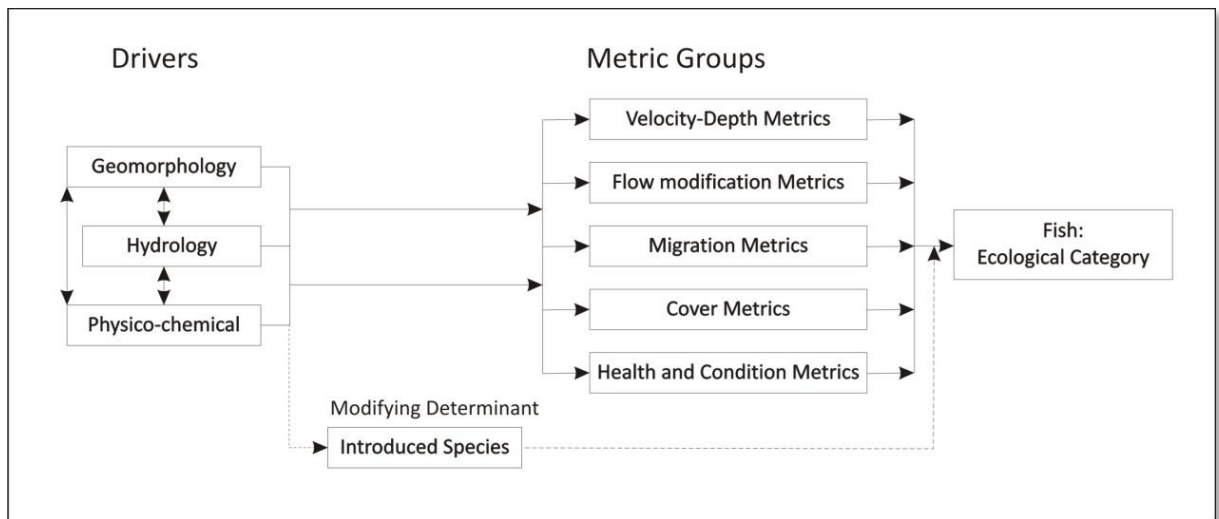 Drivers
Metric Groups
Velocity-Depth Metrics
Geomorphology
Flow modification Metrics
Hydrology
Migration Metrics
Fish:
Ecological Category
Cover Metrics
Physico-chemical
Health and Condition Metrics
Modifying Determinant
Introduced Species